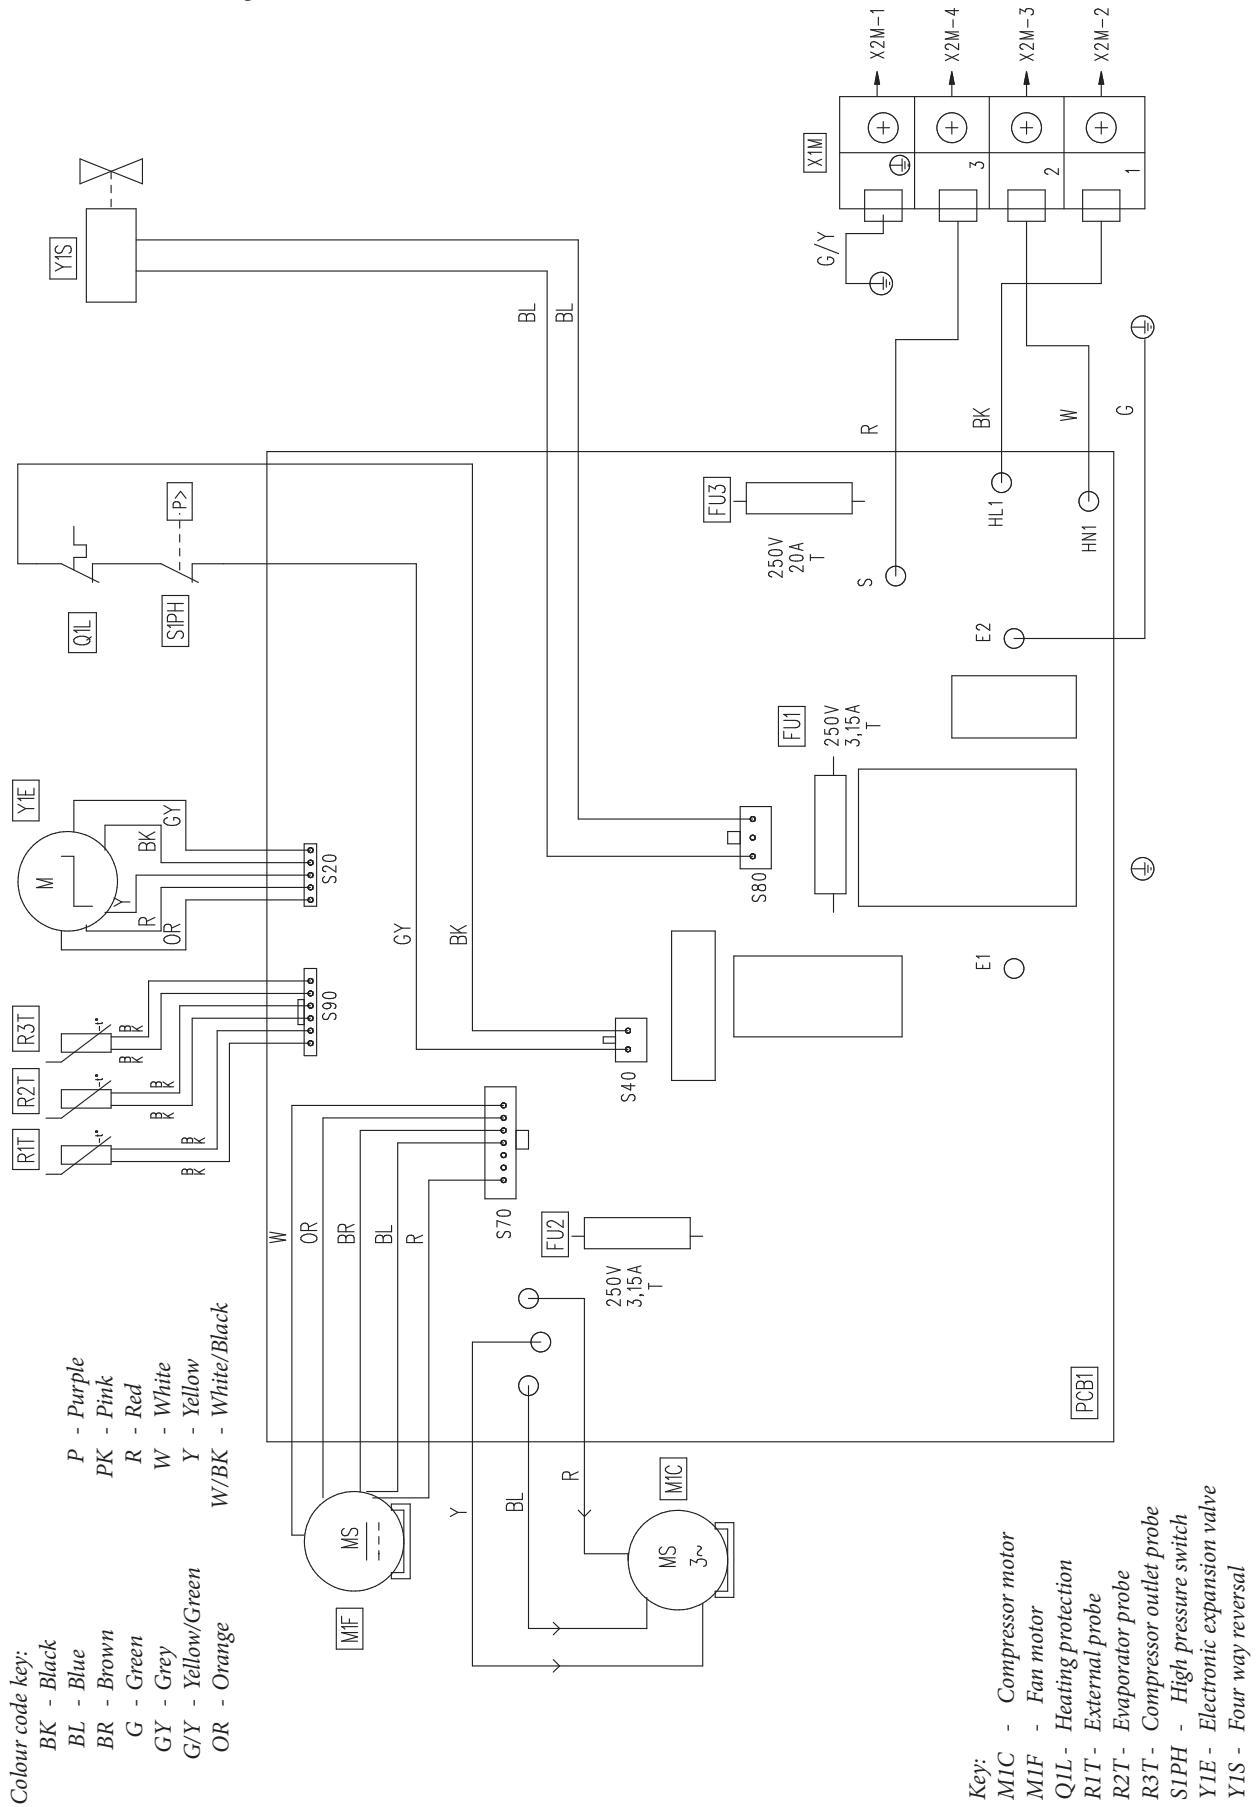 Colour code key:
BK - Black
BL - Blue
BR - Brown
G - Green
GY - Grey
G/Y - Yellow/Green
OR - Orange
P - Purple
PK - Pink
R - Red
W - White
Y - Yellow
W/BK - White/Black
R1T
R2T
R3T
-t°
-t°
-t°
BK
BK
BK
BK
BK
BK
S90
Y1E
M
OR
R
Y
BK
GY
S20
Q1L
S1PH
P>
Y1S
BL
BL
M1F
MS
W
OR
BR
BL
R
S70
GY
BK
S40
S80
FU2
250V
3,15A
T
FU1
250V
3,15A
T
FU3
250V
20A
T
Y
BL
R
M1C
MS
3~
PCB1
E1
E2
S
HL1
HN1
R
BK
W
G
G/Y
X1M
3
2
1
X2M-1
X2M-4
X2M-3
X2M-2
Key:
M1C - Compressor motor
M1F - Fan motor
Q1L - Heating protection
R1T - External probe
R2T - Evaporator probe
R3T - Compressor outlet probe
S1PH - High pressure switch
Y1E - Electronic expansion valve
Y1S - Four way reversal